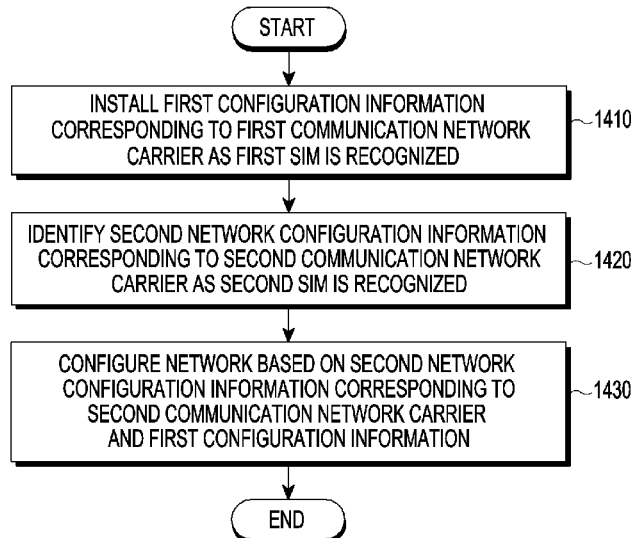 START
INSTALL FIRST CONFIGURATION INFORMATION
CORRESPONDING TO FIRST COMMUNICATION NETWORK
CARRIER AS FIRST SIM IS RECOGNIZED
1410
IDENTIFY SECOND NETWORK CONFIGURATION INFORMATION
CORRESPONDING TO SECOND COMMUNICATION NETWORK
CARRIER AS SECOND SIM IS RECOGNIZED
1420
CONFIGURE NETWORK BASED ON SECOND NETWORK
CONFIGURATION INFORMATION CORRESPONDING TO
SECOND COMMUNICATION NETWORK CARRIER
AND FIRST CONFIGURATION INFORMATION
1430
END